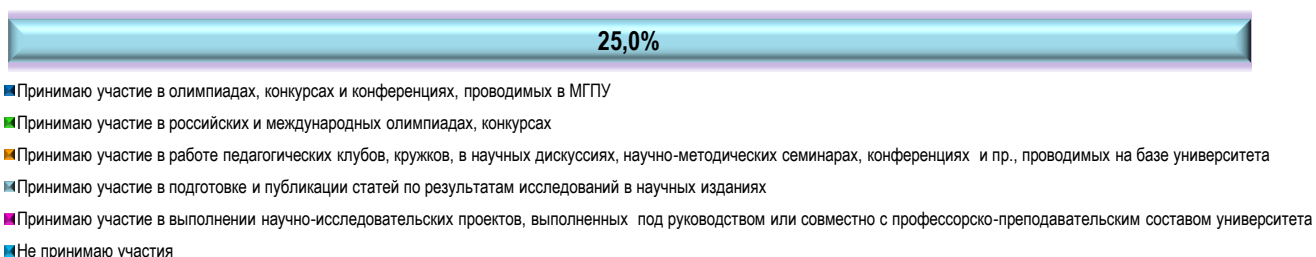 25,0%
Принимаю участие в олимпиадах, конкурсах и конференциях, проводимых в МГПУ
Принимаю участие в российских и международных олимпиадах, конкурсах
Принимаю участие в работе педагогических клубов, кружков, в научных дискуссиях, научно-методических семинарах, конференциях и пр., проводимых на базе университета
Принимаю участие в подготовке и публикации статей по результатам исследований в научных изданиях
Принимаю участие в выполнении научно-исследовательских проектов, выполненных под руководством или совместно с профессорско-преподавательским составом университета
Не принимаю участия